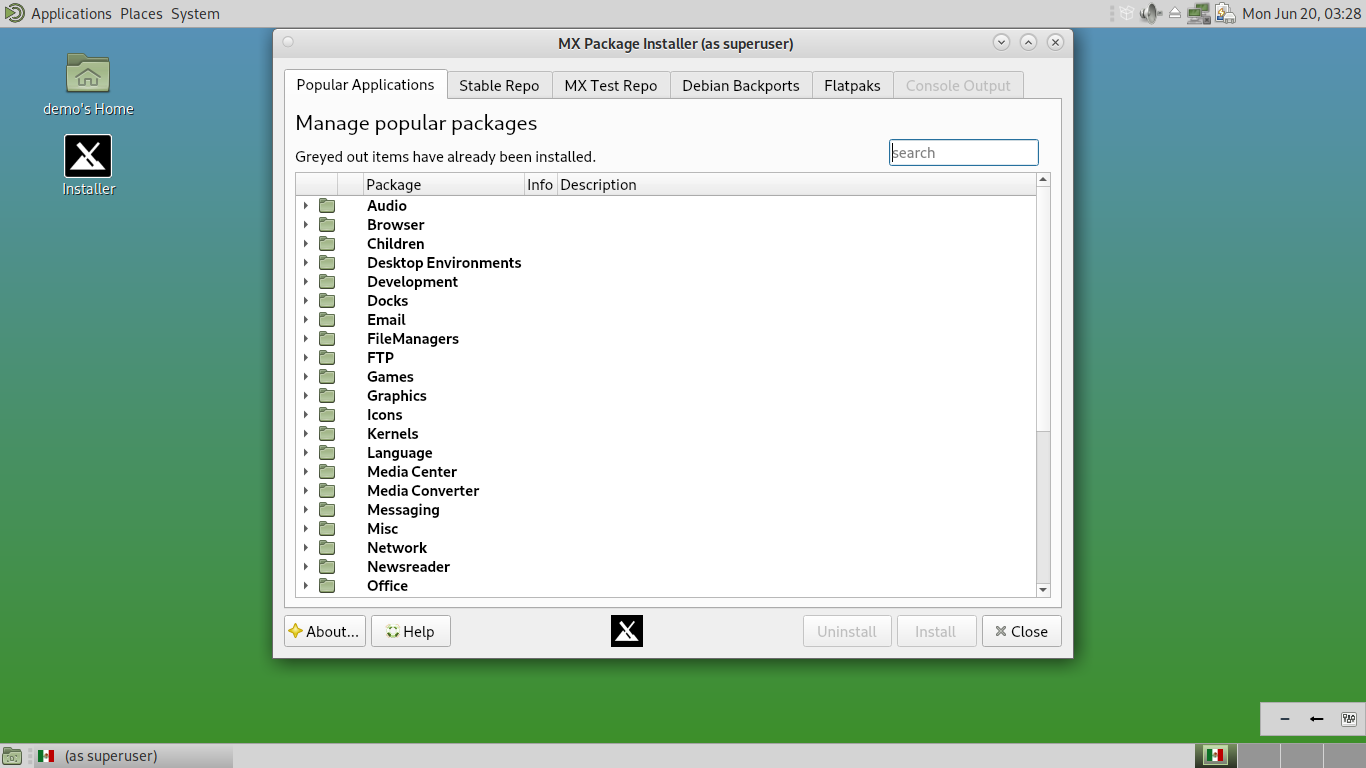 Applications Places System
Mon Jun 20, 03:28
demo's Home
Installer
MX Package Installer (as superuser)
Popular Applications
Stable Repo
MX Test Repo
Debian Backports
Flatpaks
Console Output
Manage popular packages
Greyed out items have already been installed.
search
Package Info Description
Audio
Browser
Children
Desktop Environments
Development
Docks
Email
FileManagers
FTP
Games
Graphics
Icons
Kernels
Language
Media Center
Media Converter
Messaging
Misc
Network
Newsreader
Office
About...
Help
Uninstall
Install
Close
(as superuser)